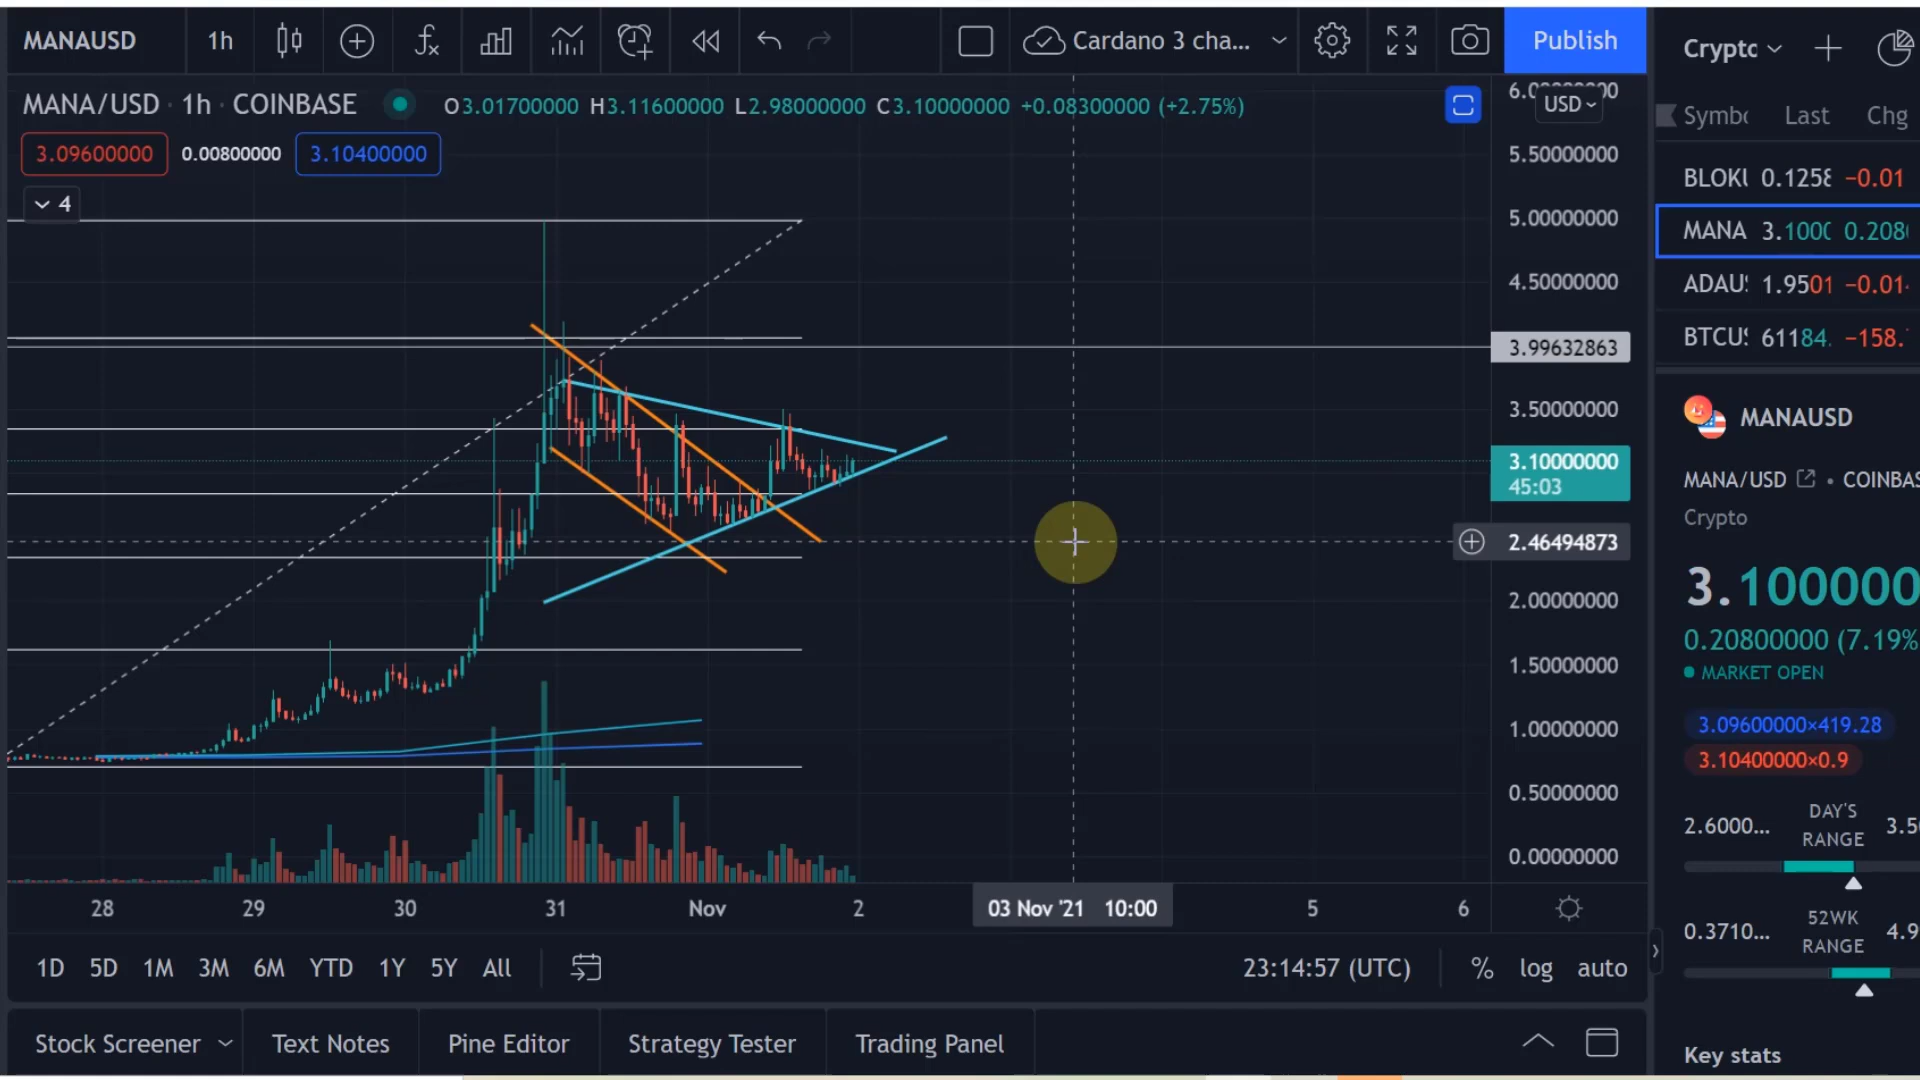 MANAUSD
1h
Cardano 3 cha...
Publish
MANA/USD · 1h · COINBASE
O3.01700000 H3.11600000 L2.98000000 C3.10000000 +0.08300000 (+2.75%)
3.09600000
0.00800000
3.10400000
4
USD
5.50000000
5.00000000
4.50000000
3.99632863
3.50000000
3.10000000
45:03
2.46494873
2.00000000
1.50000000
1.00000000
0.50000000
0.00000000
28
29
30
31
Nov
2
03 Nov '21 10:00
5
6
1D
5D
1M
3M
6M
YTD
1Y
5Y
All
23:14:57 (UTC)
%
log
auto
Stock Screener
Text Notes
Pine Editor
Strategy Tester
Trading Panel
Last
Chg
0.1258 −0.01
MANA 3.100 0.208
1.9501 −0.01
61184. −158.
MANAUSD
MANA/USD
Crypto
3.100000
0.20800000 (7.19%
MARKET OPEN
3.09600000×419.28
3.10400000×0.9
2.6000...
DAY'S
RANGE
0.3710...
52WK
RANGE
Key stats